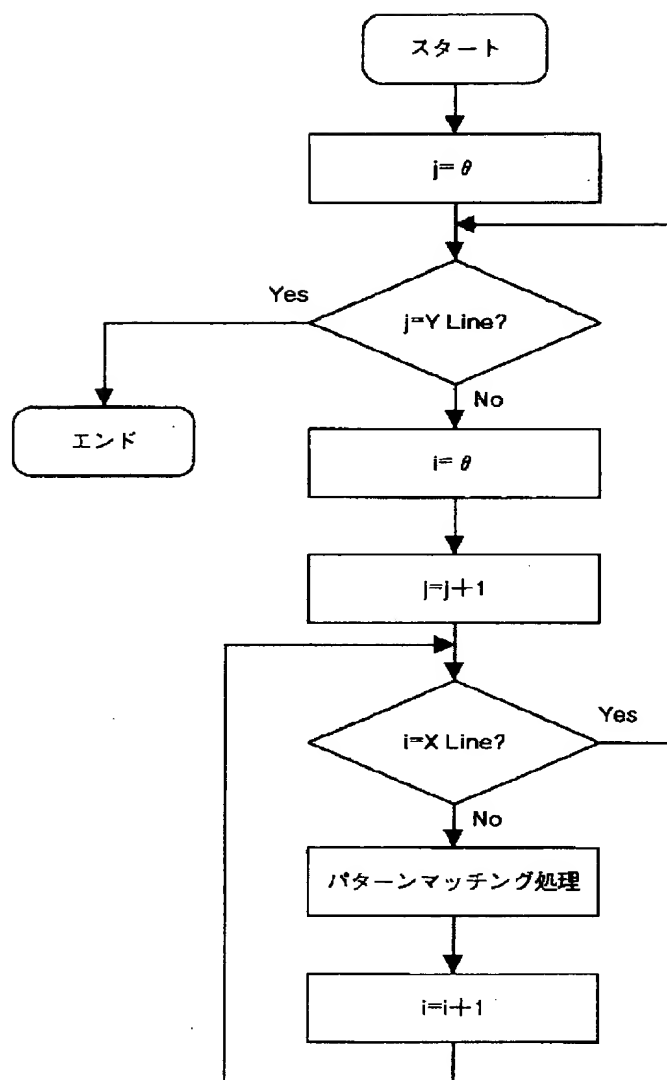 スタート
j= θ
j=Y Line?
Yes
No
エンド
i= θ
j=j+1
i=X Line?
Yes
No
パターンマッチング処理
i=i+1